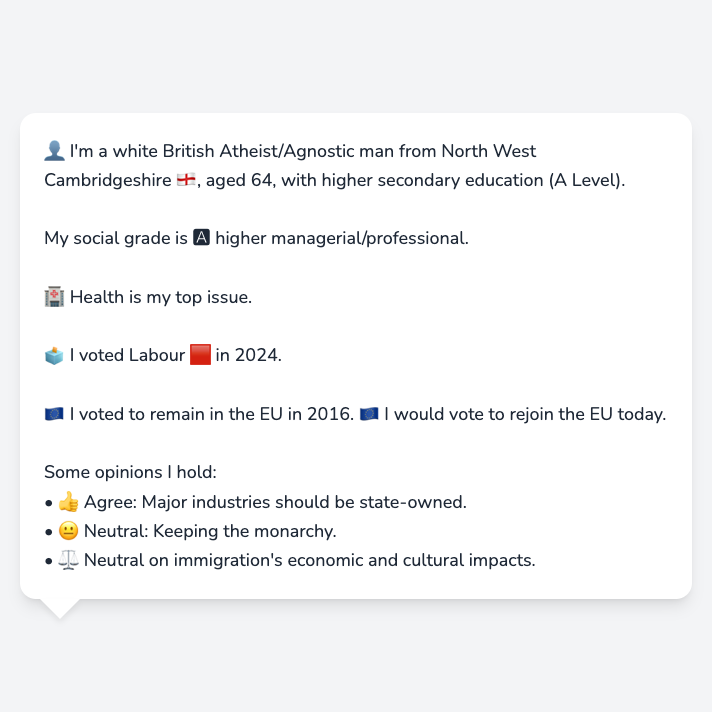 👤 I'm a white British Atheist/Agnostic man from North West
Cambridgeshire 🏴󠁧󠁢󠁥󠁮󠁧󠁿, aged 64, with higher secondary education (A Level).
My social grade is 🅰 higher managerial/professional.
🏥 Health is my top issue.
🗳️ I voted Labour 🟥 in 2024.
🇪🇺 I voted to remain in the EU in 2016. 🇪🇺 I would vote to rejoin the EU today.
Some opinions I hold:
• 👍 Agree: Major industries should be state-owned.
• 😐 Neutral: Keeping the monarchy.
• ⚖️ Neutral on immigration's economic and cultural impacts.